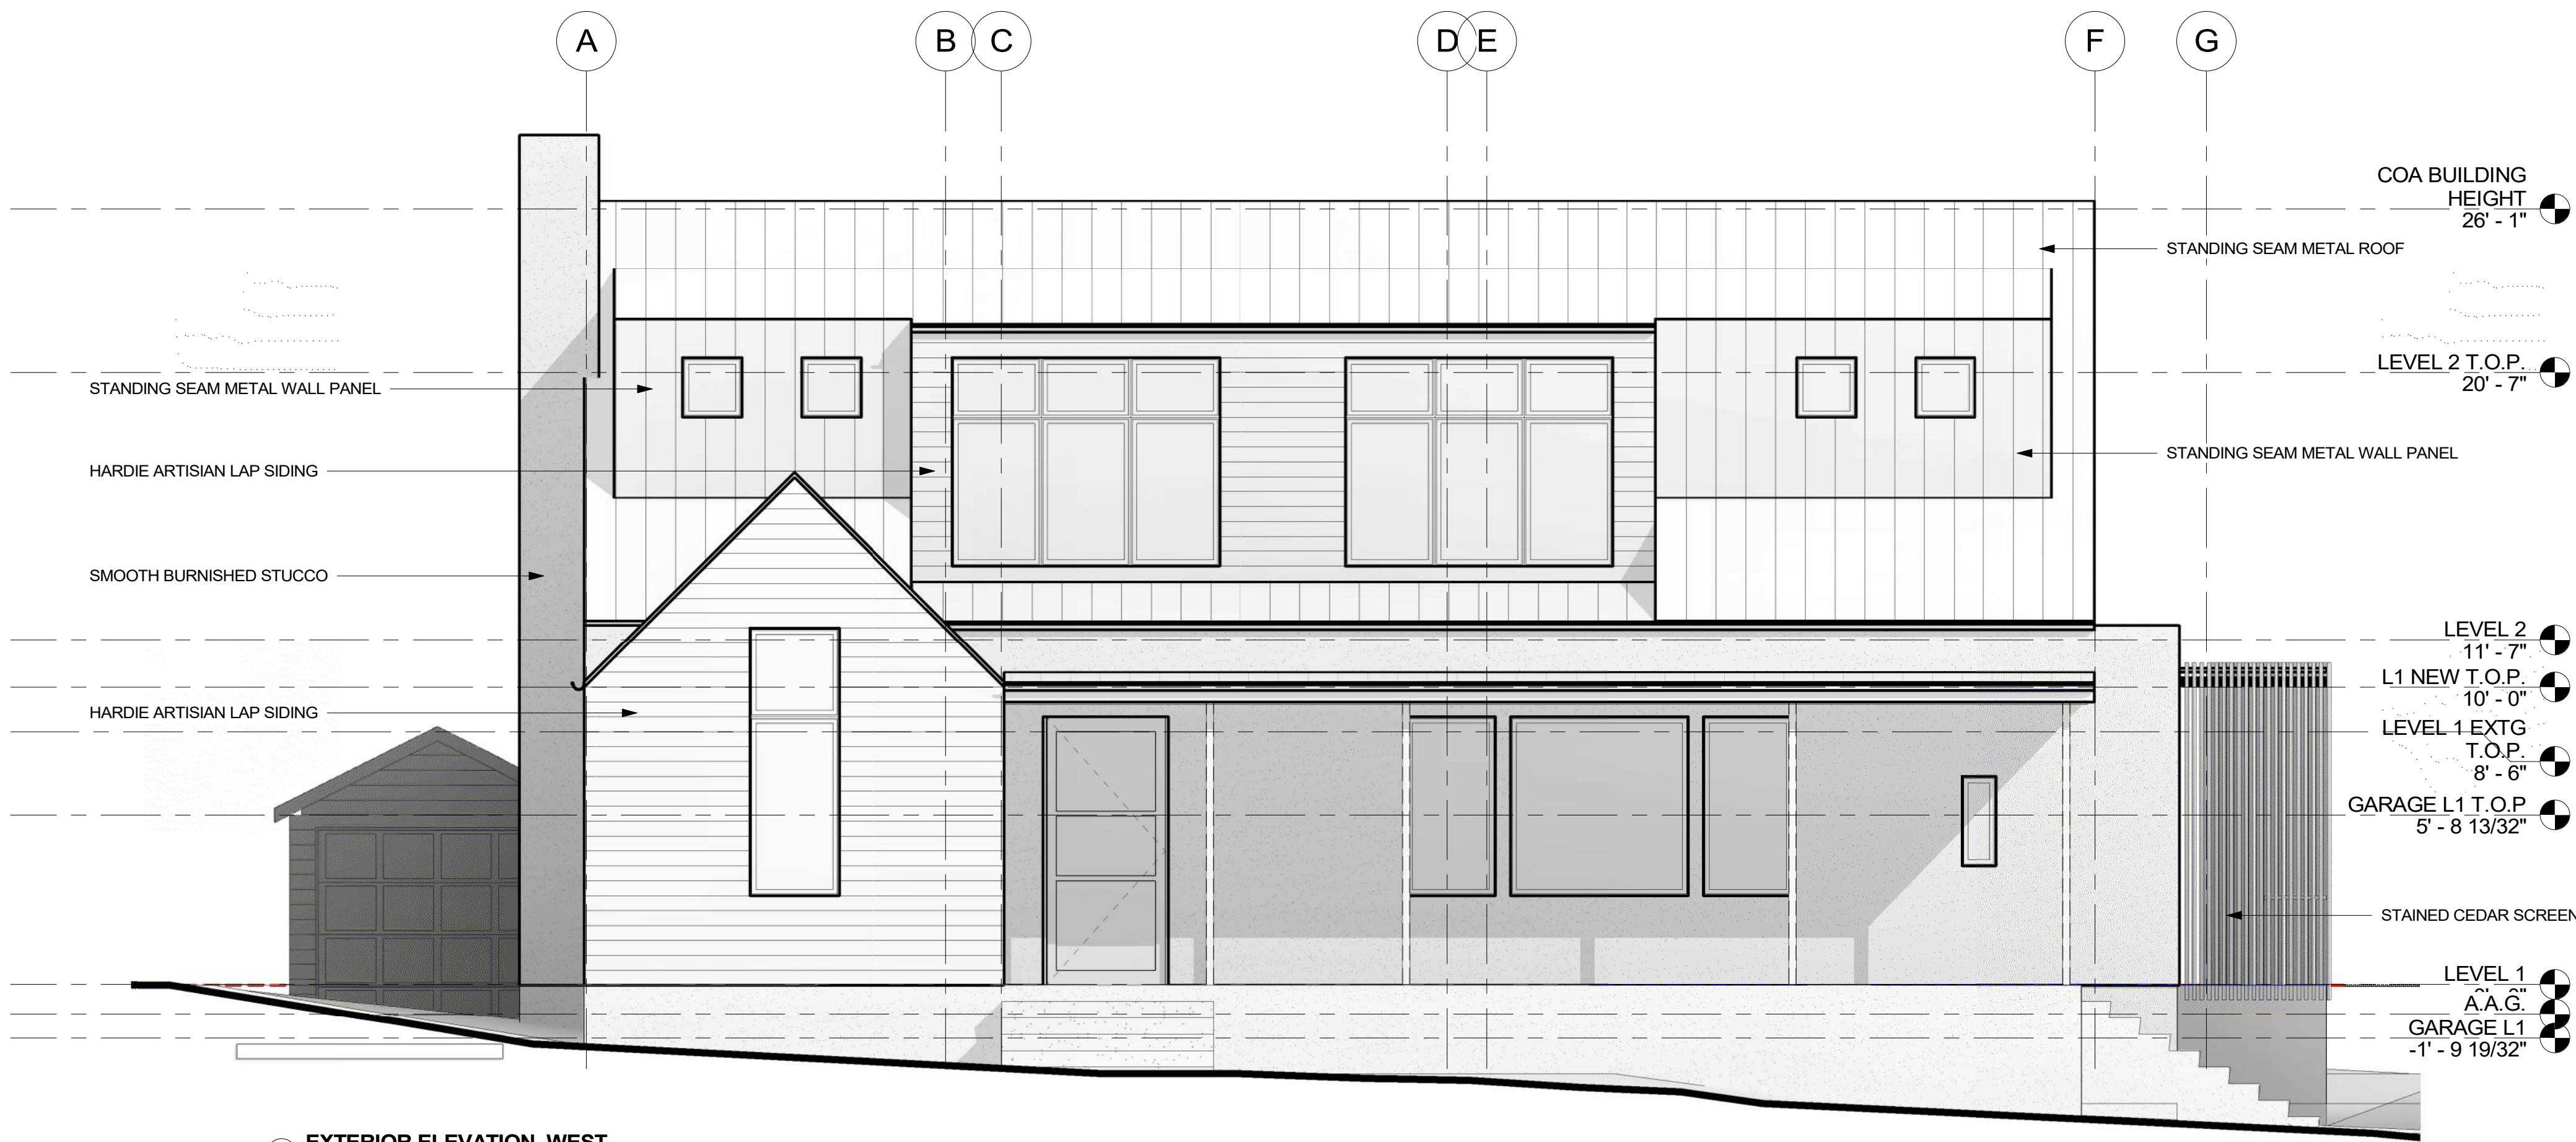 A
B
C
D
E
F
G
COA BUILDING
HEIGHT
26' - 1"
STANDING SEAM METAL ROOF
LEVEL 2 T.O.P.
20' - 7"
STANDING SEAM METAL WALL PANEL
STANDING SEAM METAL WALL PANEL
HARDIE ARTISIAN LAP SIDING
SMOOTH BURNISHED STUCCO
LEVEL 2
11' - 7"
L1 NEW T.O.P.
10' - 0"
HARDIE ARTISIAN LAP SIDING
LEVEL 1 EXTG
T.O.P.
8' - 6"
GARAGE L1 T.O.P
5' - 8 13/32"
STAINED CEDAR SCREEN
LEVEL 1
A.A.G.
GARAGE L1
-1' - 9 19/32"
EXTERIOR ELEVATION WEST